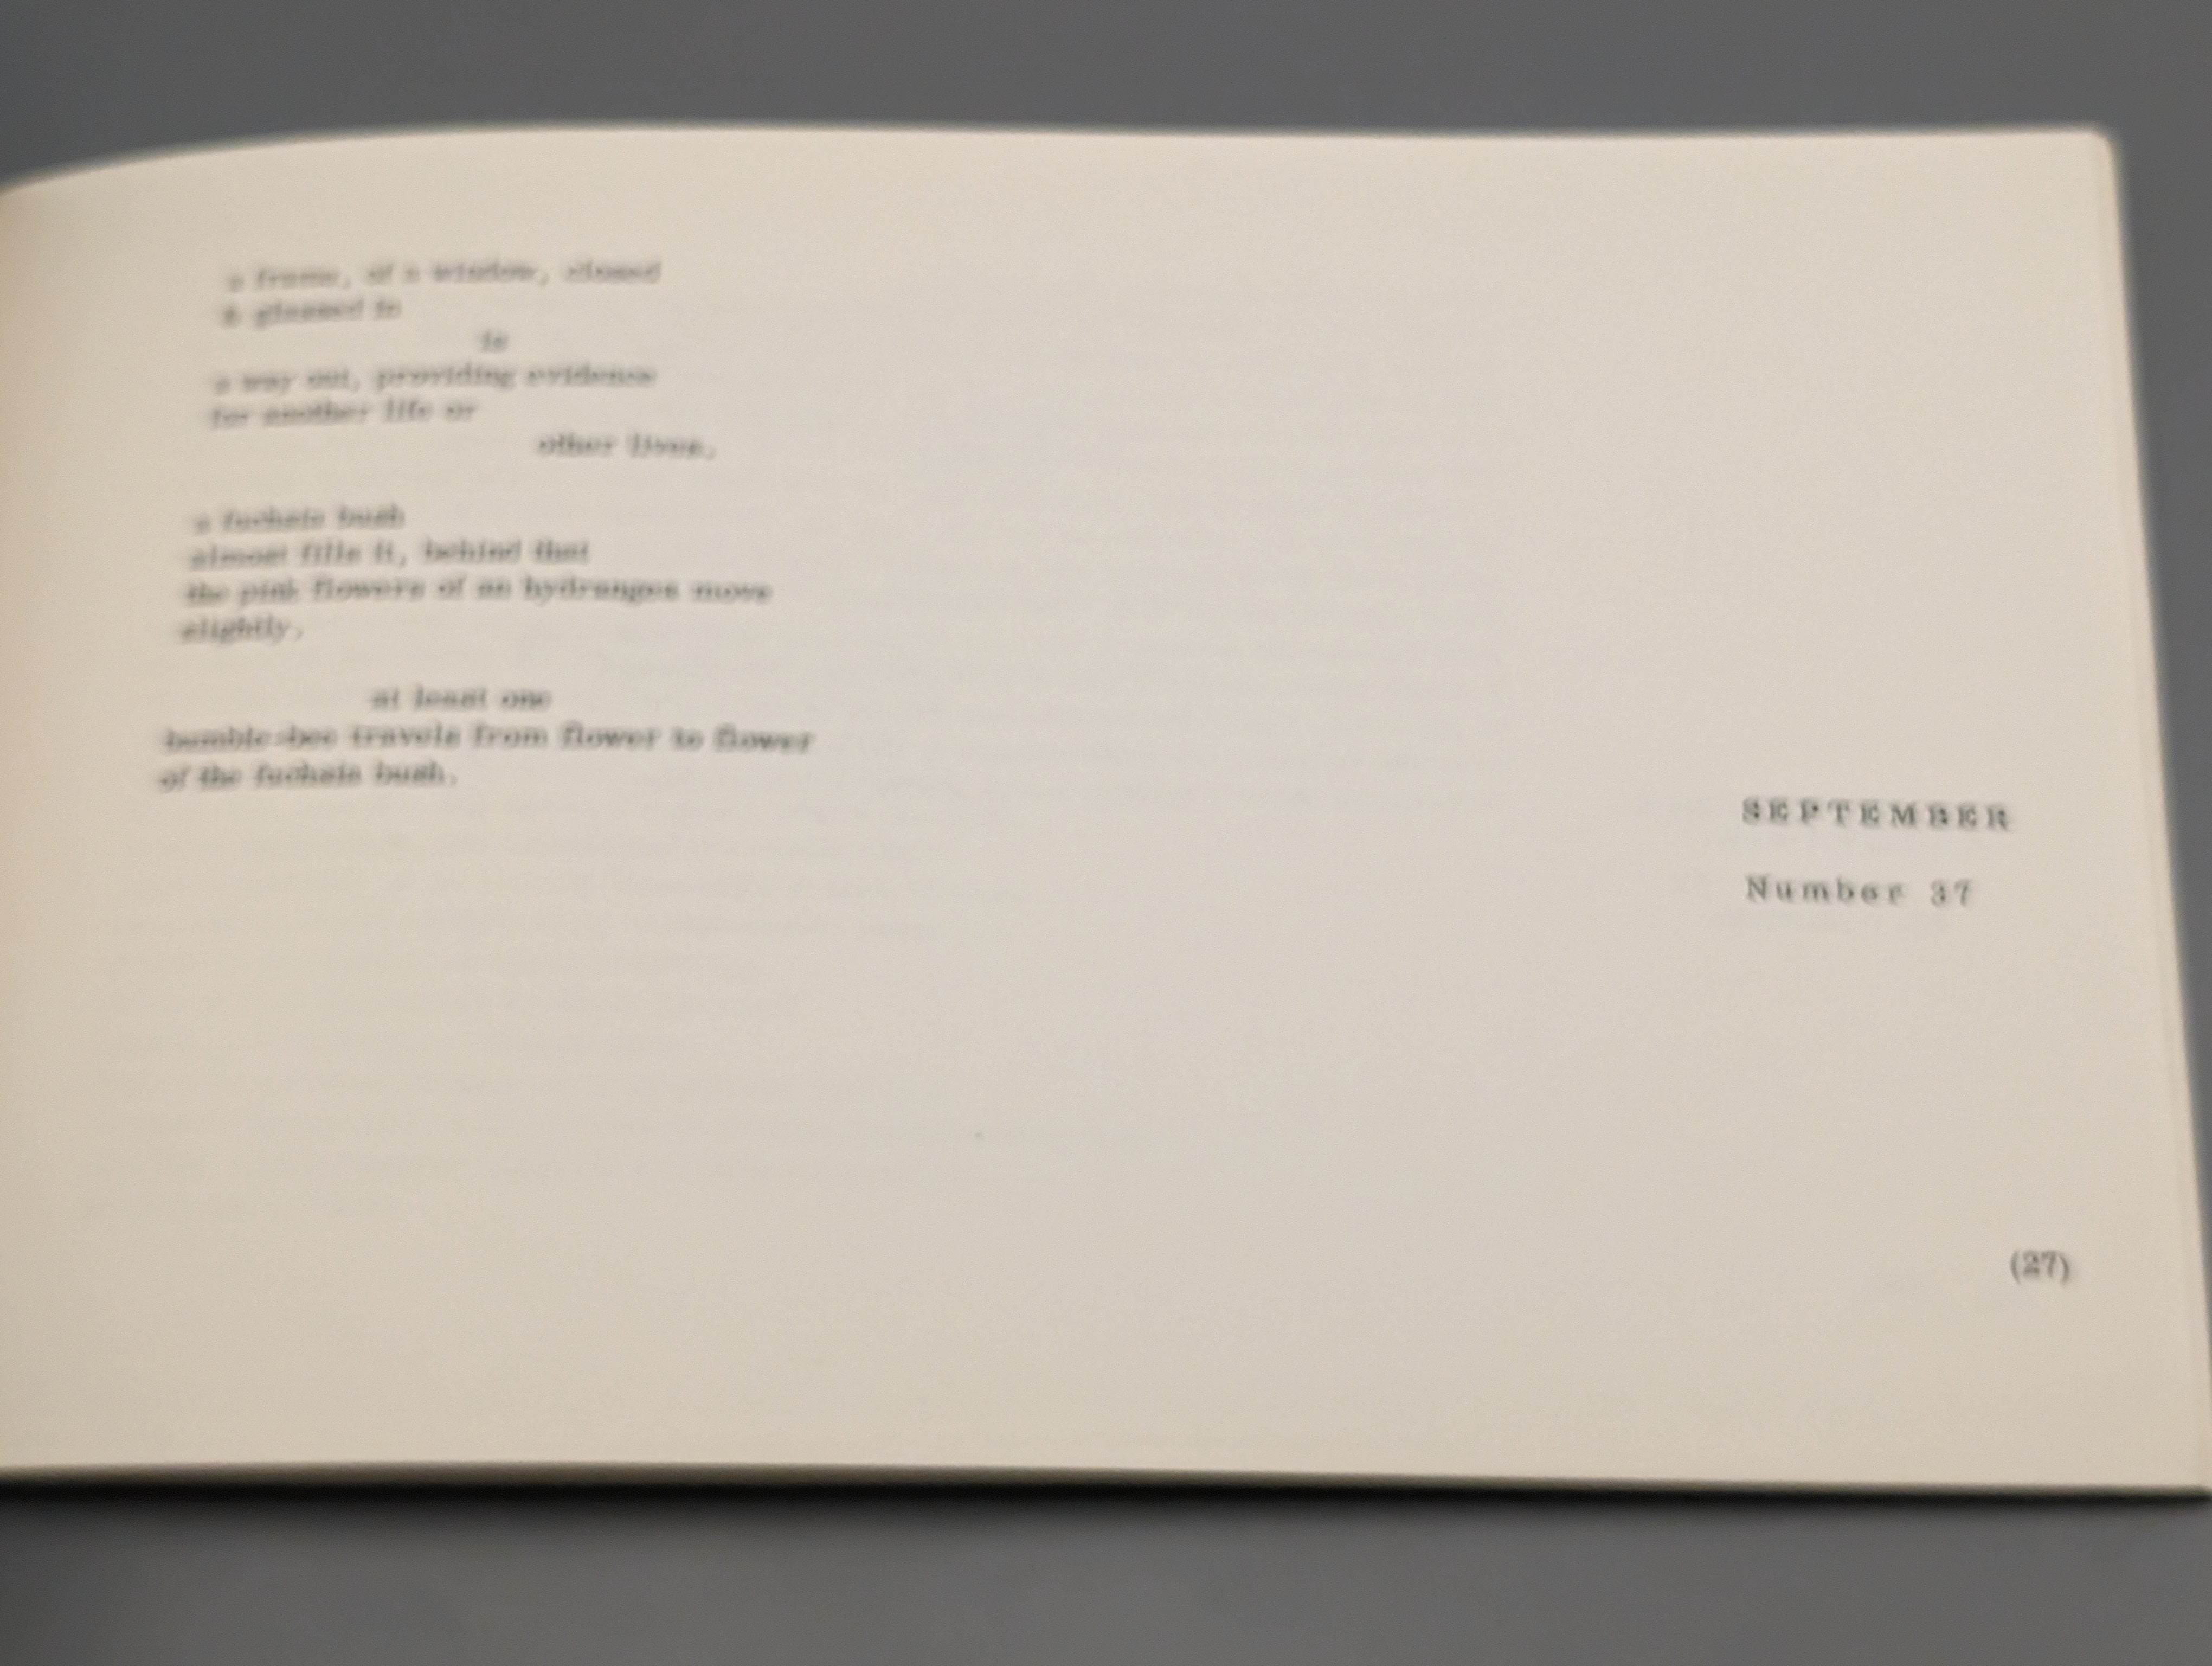 a frame, of a window, closed
& glassed in
is
a way out, providing evidence
for another life or
other lives,
a fuchsia bush
almost fills it, behind that
the pink flowers of an hydrangea move
slightly,
at least one
bumble-bee travels from flower to flower
of the fuchsia bush,
SEPTEMBER
Number 37
(27)